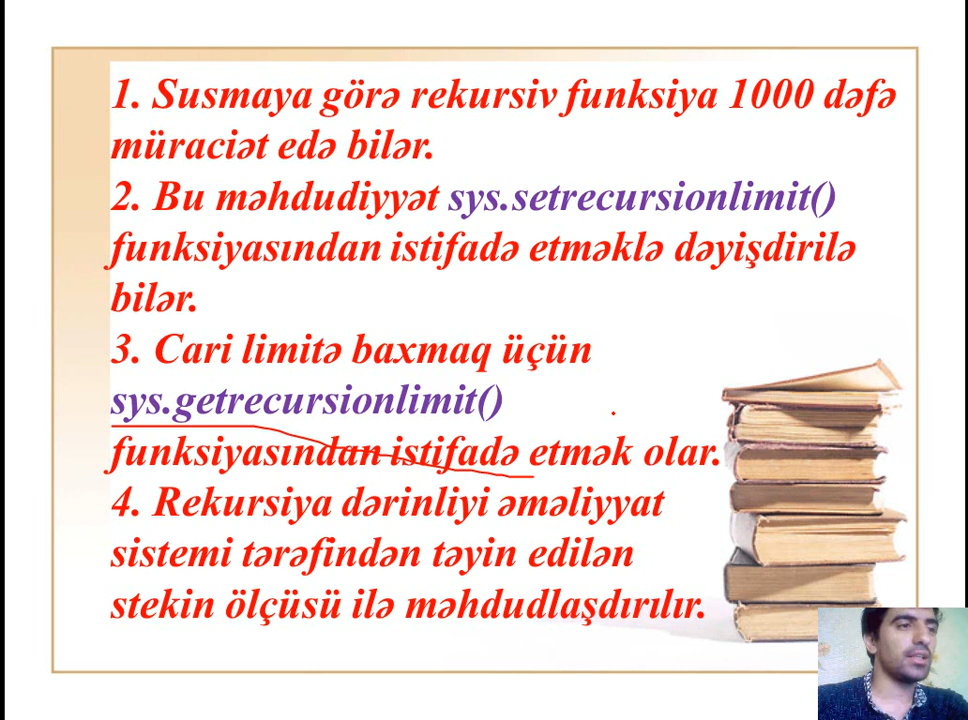 1. Susmaya görə rekursiv funksiya 1000 dəfə
müraciət edə bilər.
2. Bu məhdudiyyət sys.setrecursionlimit()
funksiyasından istifadə etməklə dəyişdirilə
bilər.
3. Cari limitə baxmaq üçün
sys.getrecursionlimit()
funksiyasından istifadə etmək olar.
4. Rekursiya dərinliyi əməliyyat
sistemi tərəfindən təyin edilən
stekin ölçüsü ilə məhdudlaşdırılır.